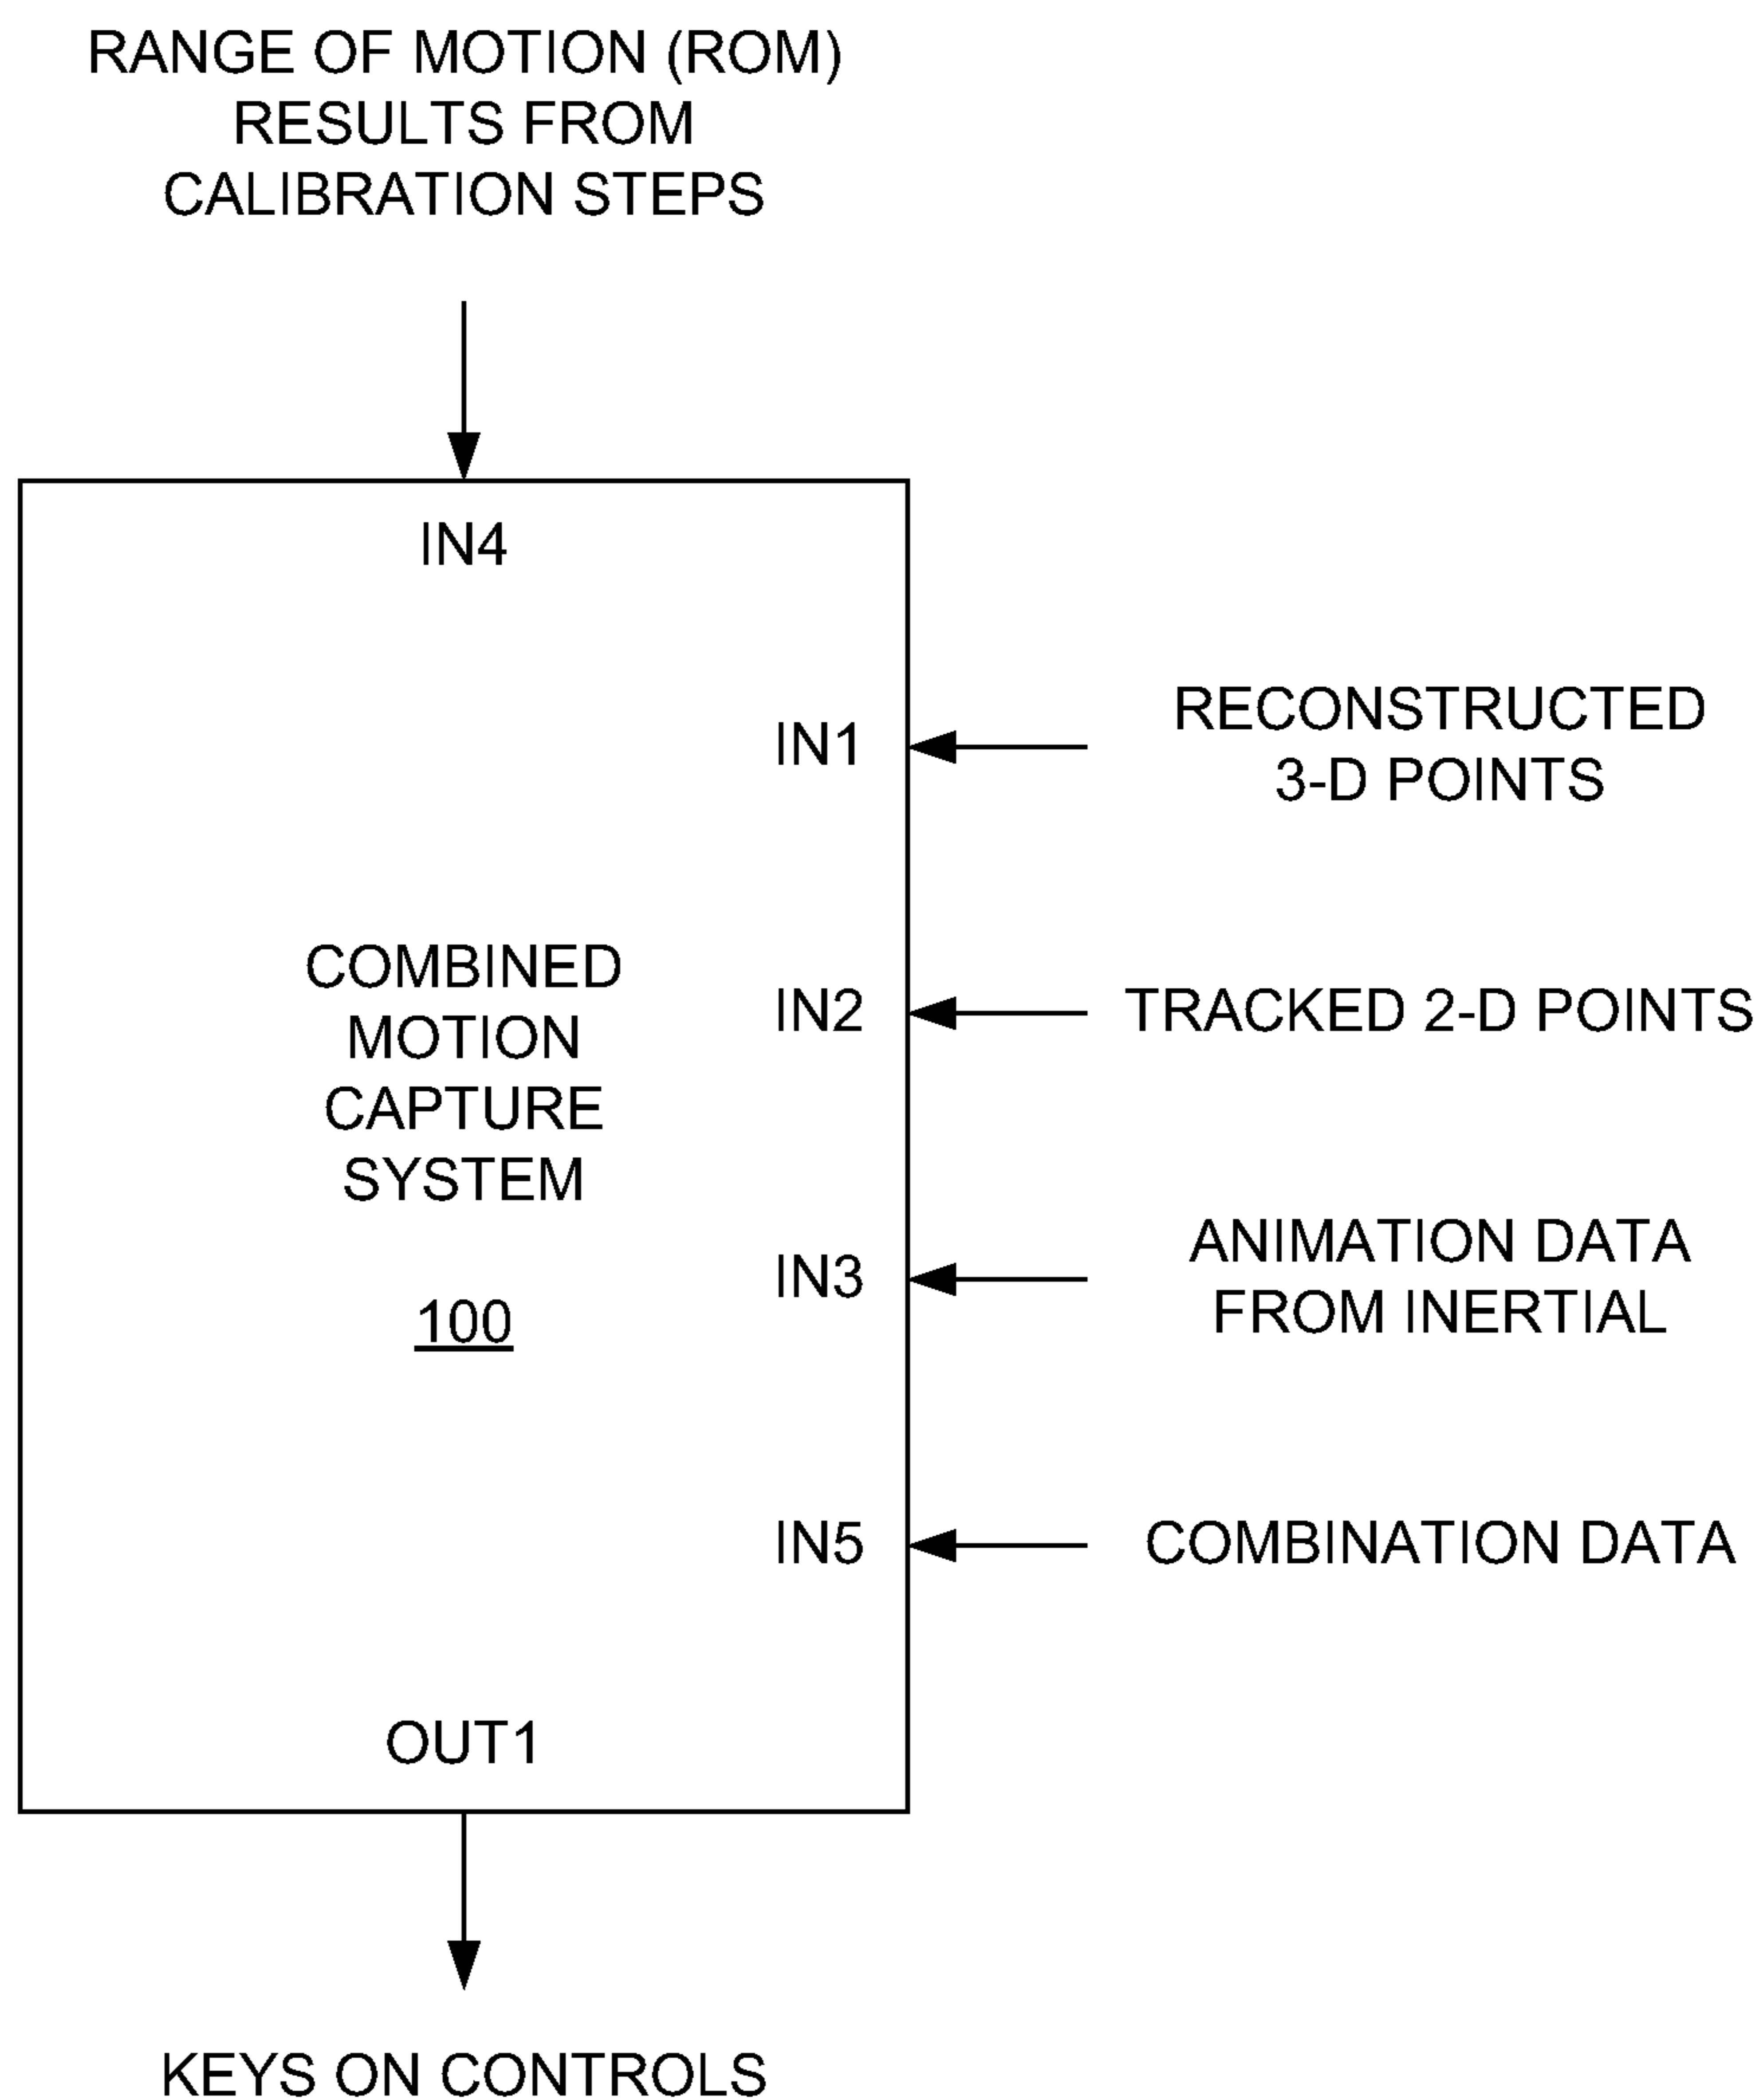 RANGE OF MOTION (ROM)
RESULTS FROM
CALIBRATION STEPS
IN4
IN1
RECONSTRUCTED
3-D POINTS
COMBINED
MOTION
CAPTURE
SYSTEM
100
IN2
TRACKED 2-D POINTS
IN3
ANIMATION DATA
FROM INERTIAL
IN5
COMBINATION DATA
OUT1
KEYS ON CONTROLS